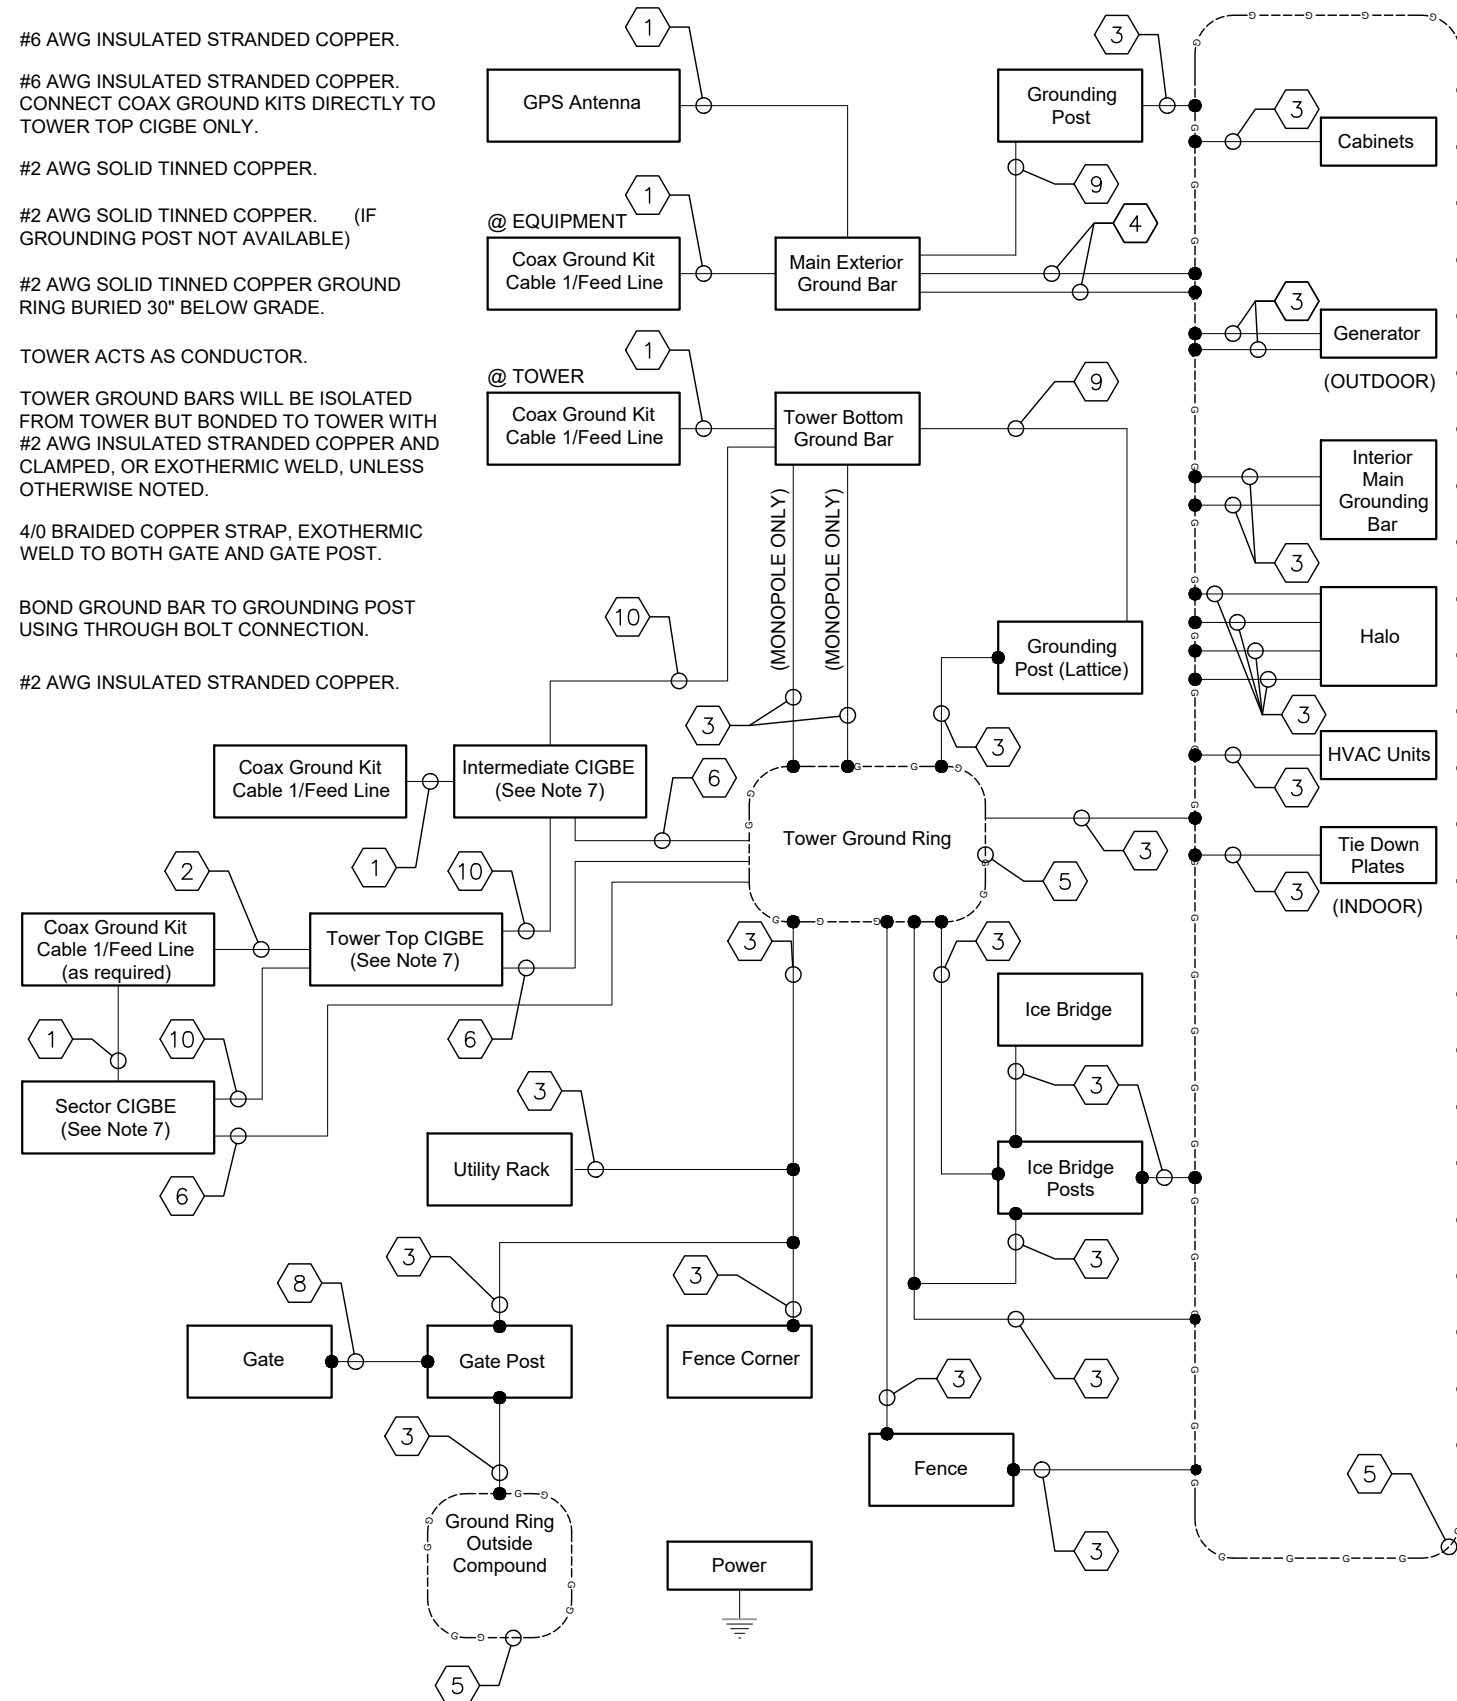 #6 AWG INSULATED STRANDED COPPER.
#6 AWG INSULATED STRANDED COPPER.
CONNECT COAX GROUND KITS DIRECTLY TO
TOWER TOP CIGBE ONLY.
#2 AWG SOLID TINNED COPPER.
#2 AWG SOLID TINNED COPPER. (IF
GROUNDING POST NOT AVAILABLE)
#2 AWG SOLID TINNED COPPER GROUND
RING BURIED 30" BELOW GRADE.
TOWER ACTS AS CONDUCTOR.
TOWER GROUND BARS WILL BE ISOLATED
FROM TOWER BUT BONDED TO TOWER WITH
#2 AWG INSULATED STRANDED COPPER AND
CLAMPED, OR EXOTHERMIC WELD, UNLESS
OTHERWISE NOTED.
4/0 BRAIDED COPPER STRAP, EXOTHERMIC
WELD TO BOTH GATE AND GATE POST.
BOND GROUND BAR TO GROUNDING POST
USING THROUGH BOLT CONNECTION.
#2 AWG INSULATED STRANDED COPPER.
1
GPS Antenna
3
Grounding
Post
3
Cabinets
9
1
@ EQUIPMENT
Coax Ground Kit
Cable 1/Feed Line
Main Exterior
Ground Bar
4
3
Generator
(OUTDOOR)
1
@ TOWER
Coax Ground Kit
Cable 1/Feed Line
Tower Bottom
Ground Bar
9
Interior
Main
Grounding
Bar
3
(MONOPOLE ONLY)
(MONOPOLE ONLY)
10
Grounding
Post (Lattice)
Halo
3
3
3
Coax Ground Kit
Cable 1/Feed Line
Intermediate CIGBE
(See Note 7)
6
HVAC Units
3
Tower Ground Ring
1
3
5
Tie Down
Plates
3
(INDOOR)
2
10
Coax Ground Kit
Cable 1/Feed Line
(as required)
Tower Top CIGBE
(See Note 7)
3
3
6
Ice Bridge
1
10
3
Sector CIGBE
(See Note 7)
6
3
Utility Rack
Ice Bridge
Posts
3
3
3
8
Gate
Gate Post
Fence Corner
3
3
3
Fence
3
5
Ground Ring
Outside
Compound
Power
5
G G G G
G G G G G G G G G G G G G G G G G G
G G G G
G G G G G G G G G G G G
G G G G G G G G G G